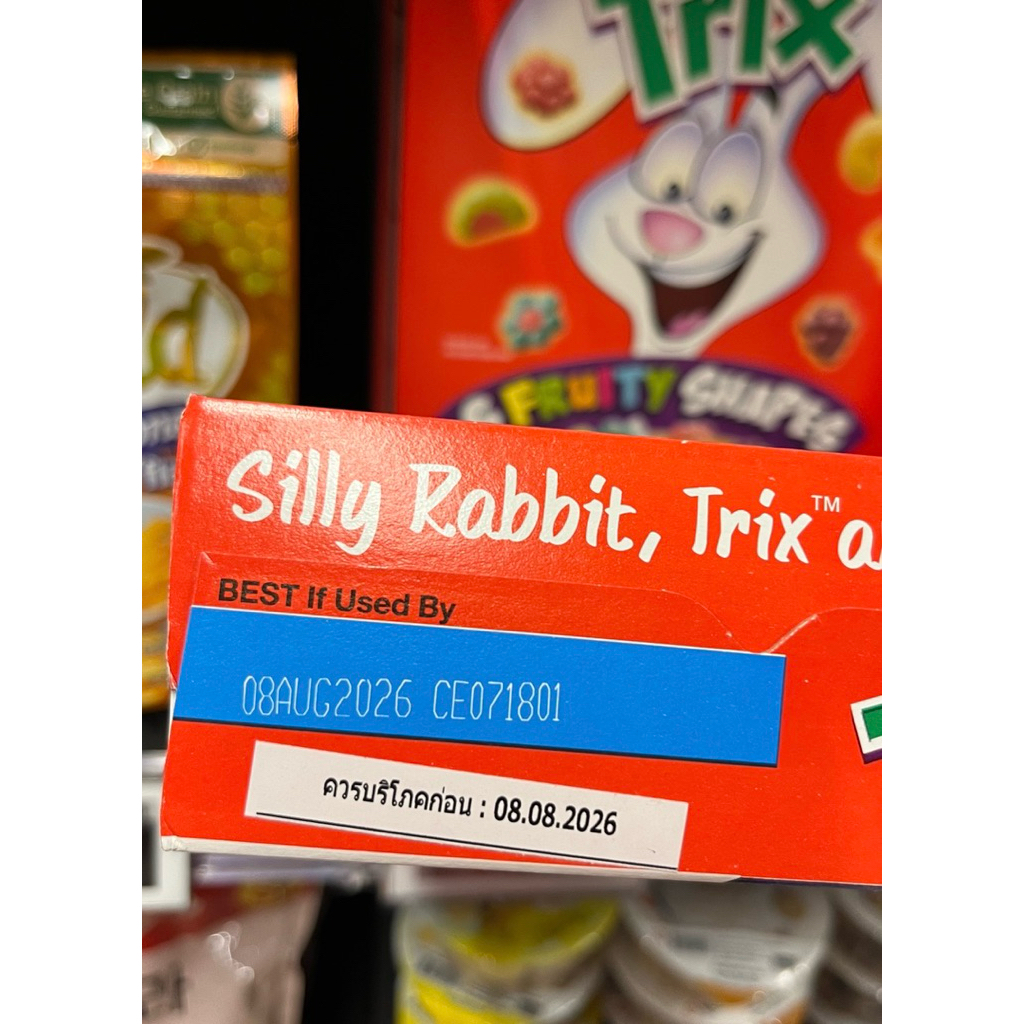 Trix
6 FRUITY SHAPES
Silly Rabbit, Trix™ a
BEST If Used By
08AUG2026 CE071801
ควรบริโภคก่อน : 08.08.2026